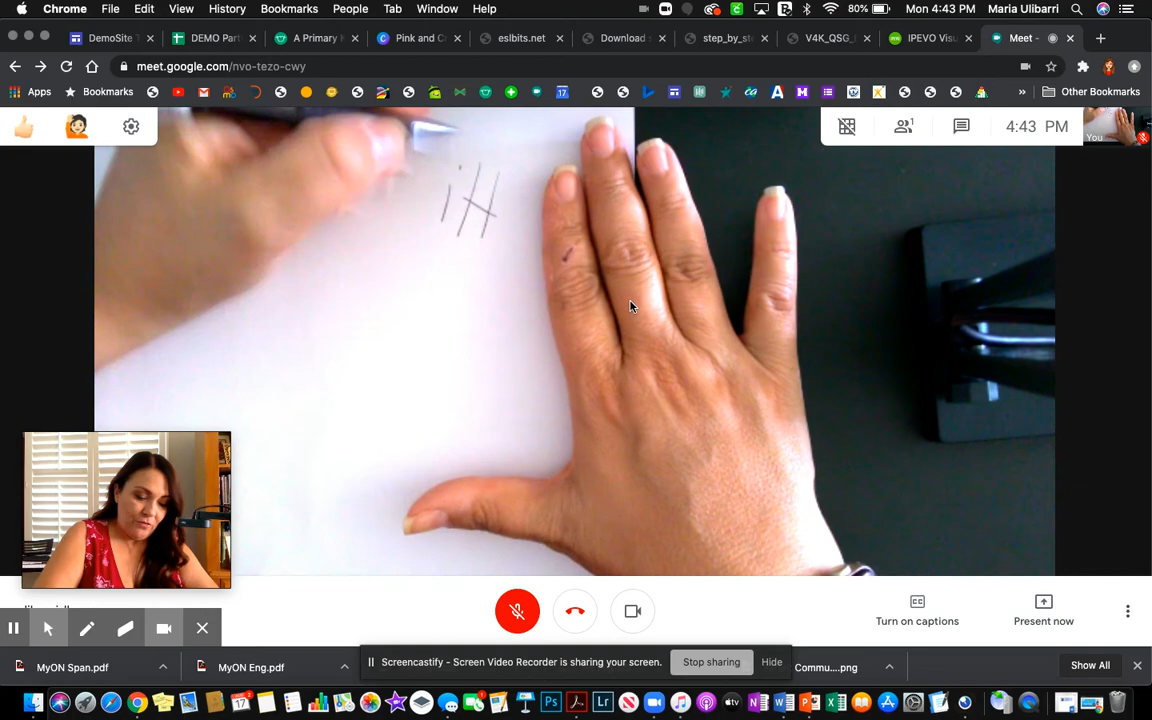 Chrome File Edit View History Bookmarks People Tab Window Help 80% Mon 4:43 PM Maria Ulibarri
DemoSite T DEMO Part A Primary H Pink and C eslbits.net Download s step_by_st V4K_QSG_ IPEVO Visu Meet -
meet.google.com/nvo-tezo-cwy
Apps Bookmarks Other Bookmarks
1 4:43 PM
You
Turn on captions Present now
Screencastify - Screen Video Recorder is sharing your screen. Stop sharing Hide
MyON Span.pdf MyON Eng.pdf Commu....png Show All